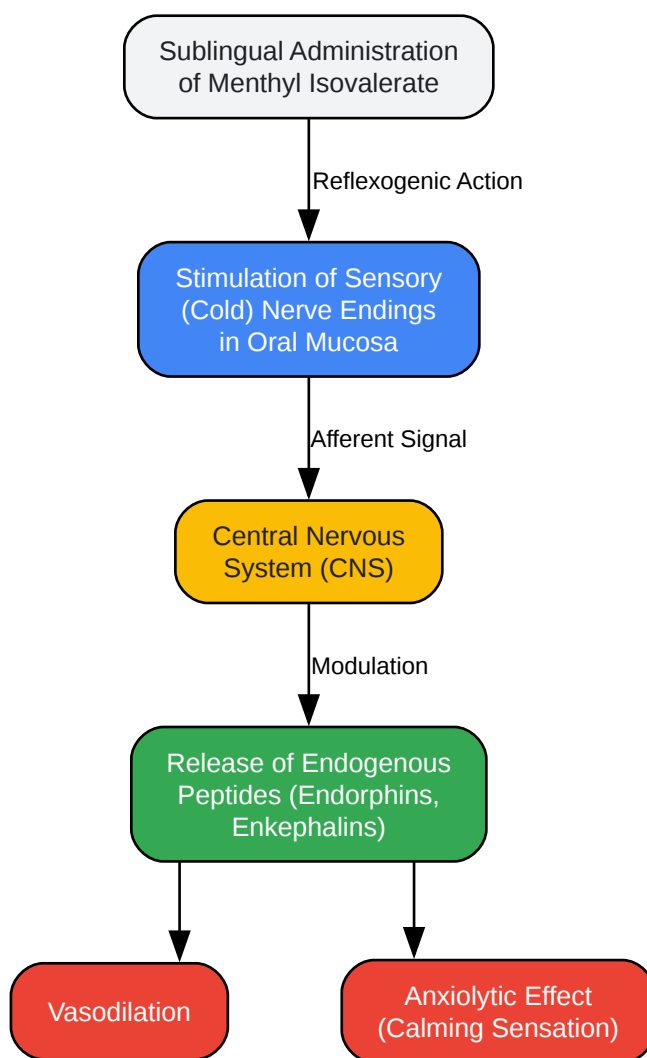 Sublingual Administration
of Menthyl Isovalerate
Reflexogenic Action
Stimulation of Sensory
(Cold) Nerve Endings
in Oral Mucosa
Afferent Signal
Central Nervous
System (CNS)
Modulation
Release of Endogenous
Peptides (Endorphins,
Enkephalins)
Vasodilation
Anxiolytic Effect
(Calming Sensation)